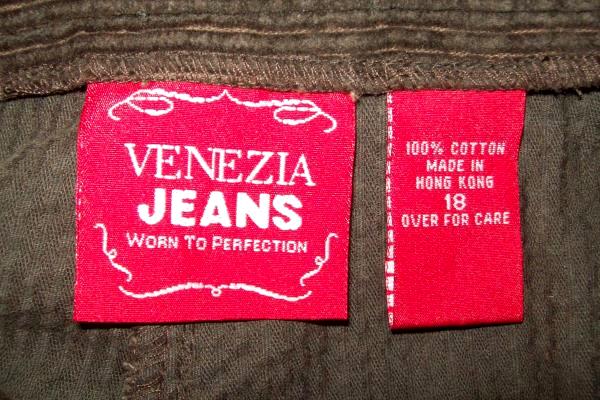 VENEZIA
JEANS
WORN TO PERFECTION
100% COTTON
MADE IN
HONG KONG
18
OVER FOR CARE